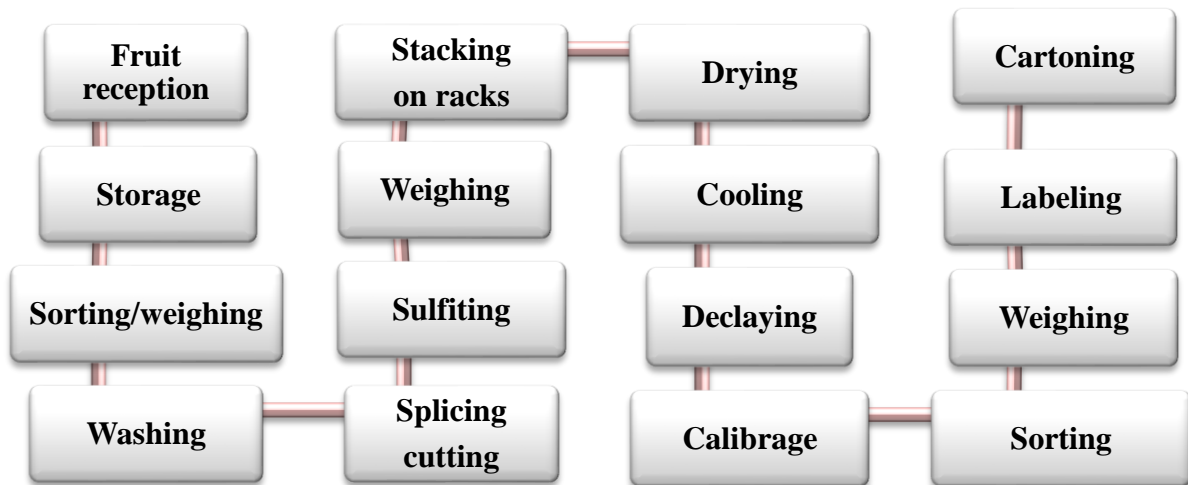 Fruit
reception
Storage
Sorting/weighing
Washing
Splicing
cutting
Sulfiting
Weighing
Stacking
on racks
Drying
Cooling
Declaying
Calibrage
Sorting
Weighing
Labeling
Cartoning